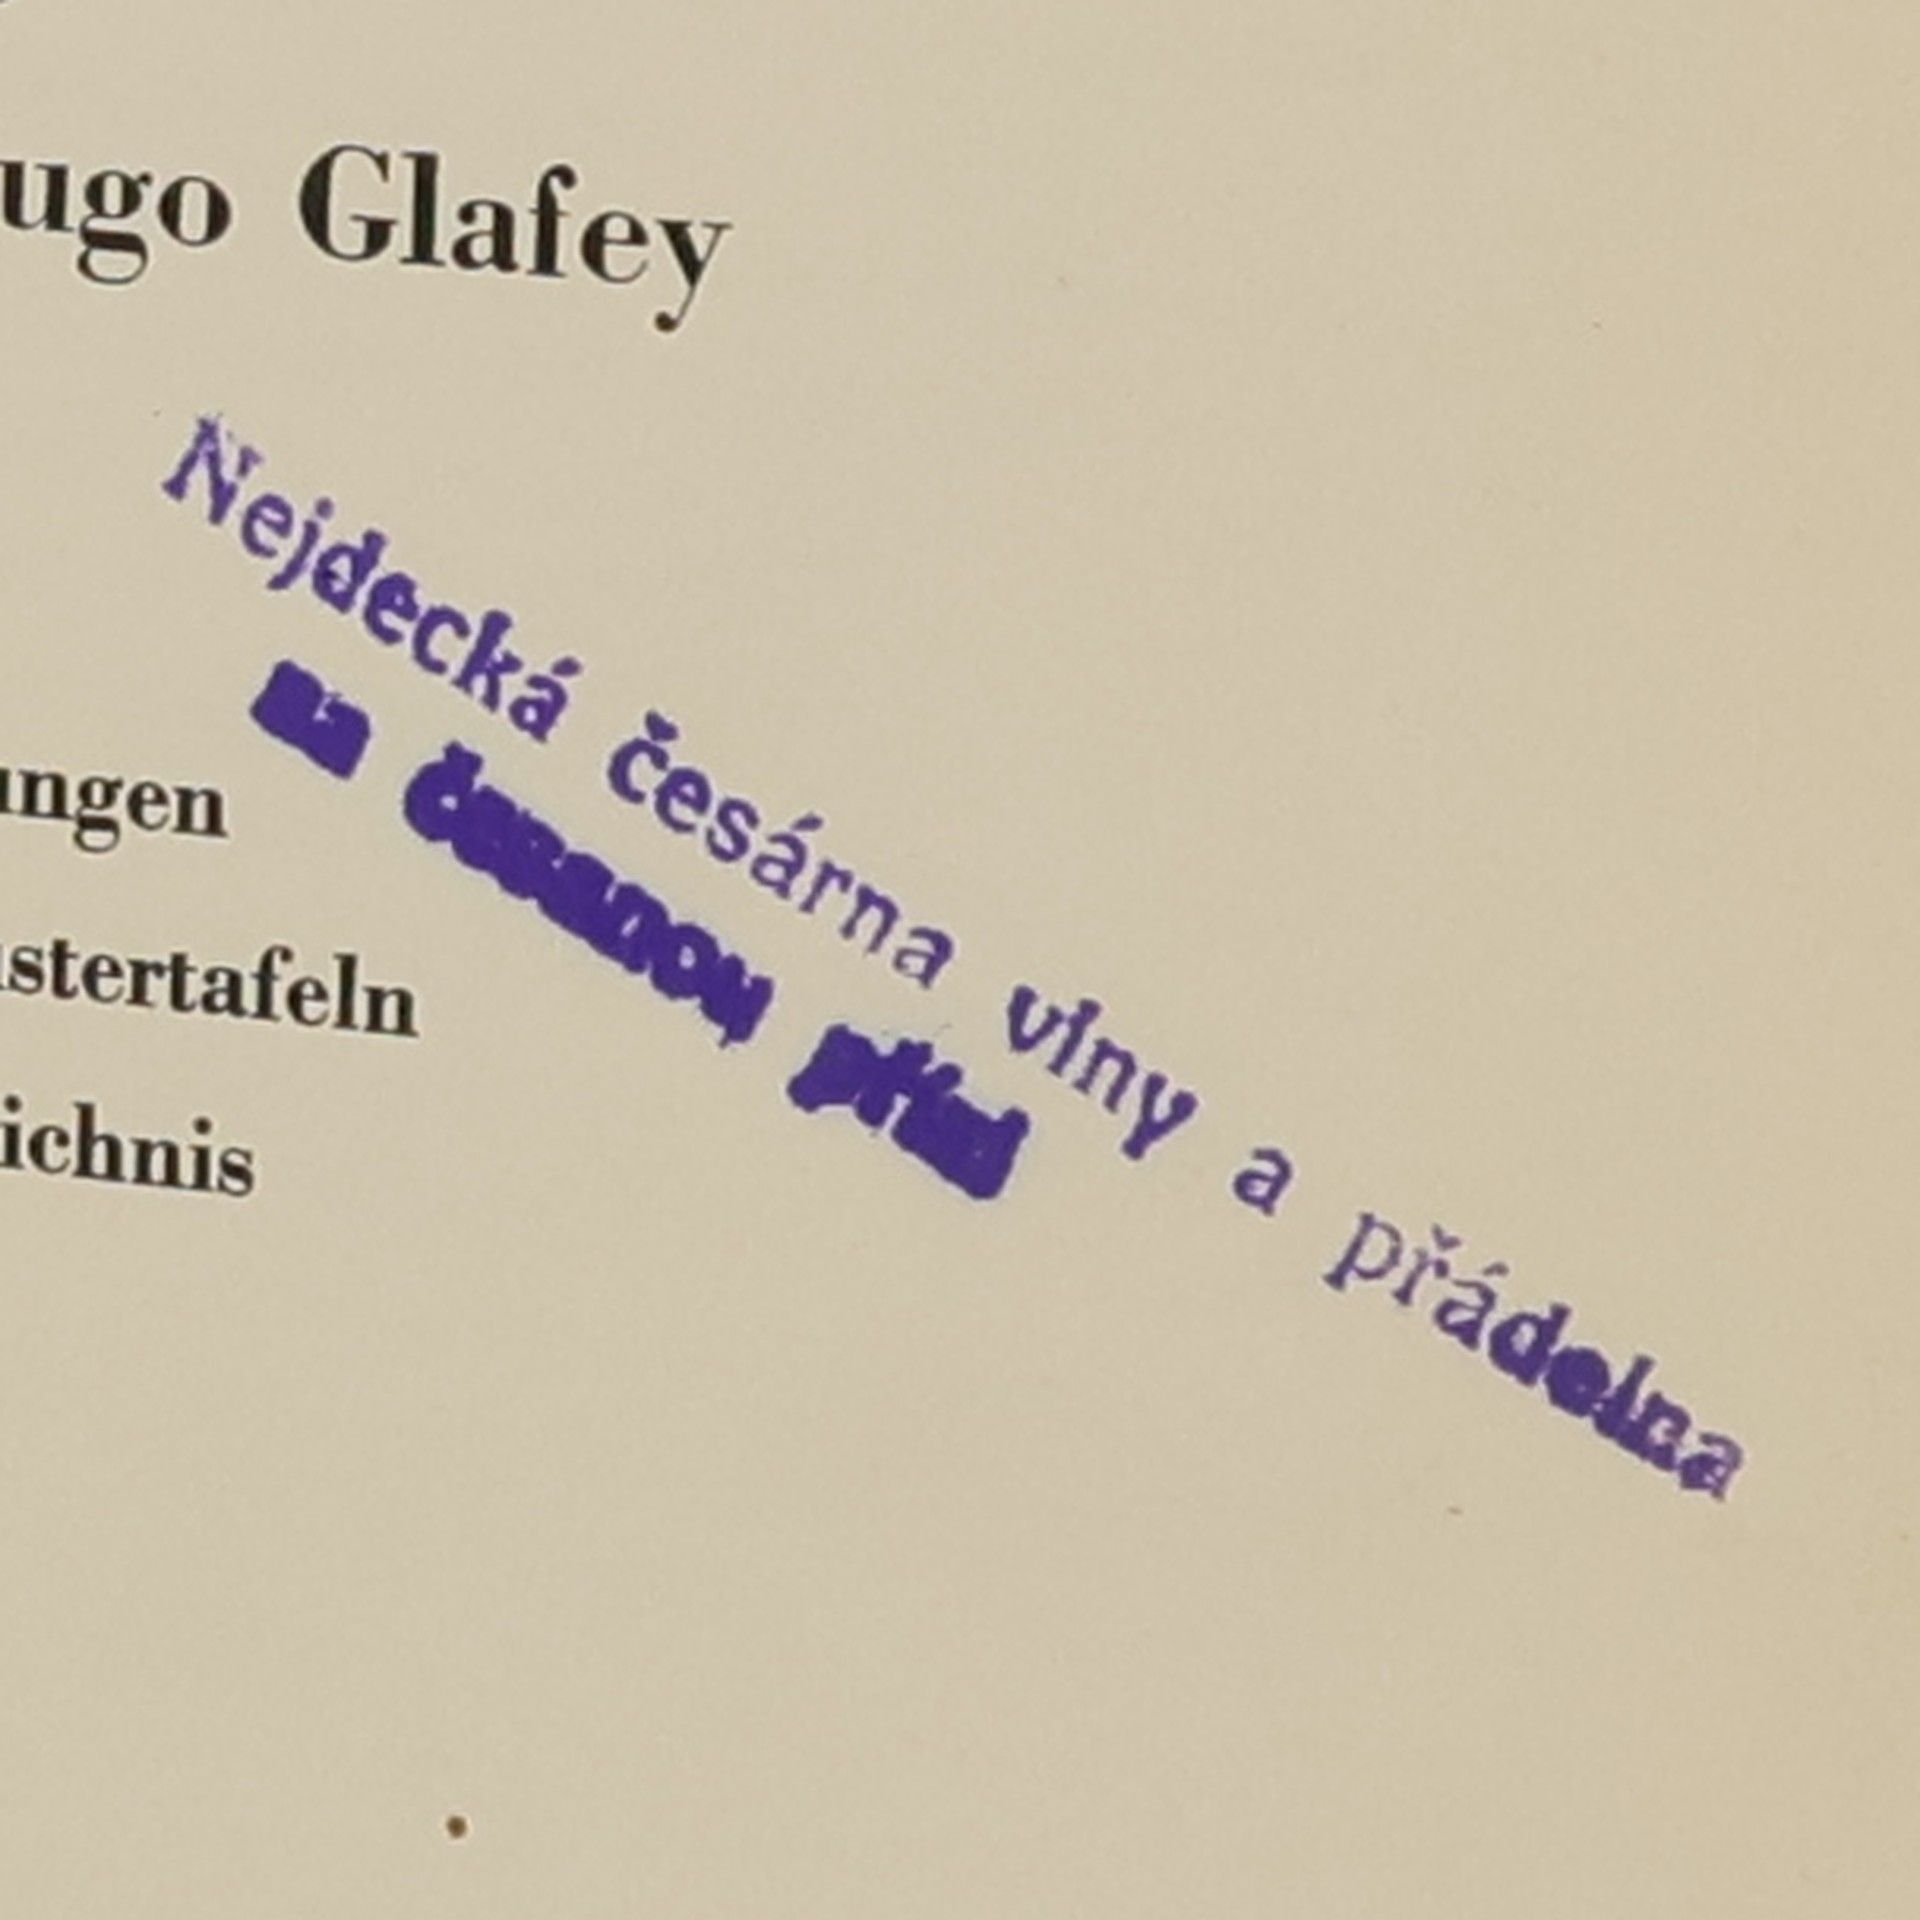 ugo Glafey
Nejdecká česárna vlny a přádelna
ungen
stertafeln
ichnis